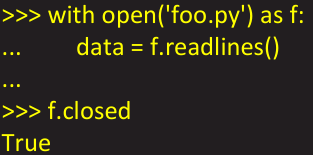 >>> with open('foo.py') as f:
...     data = f.readlines()
...
>>> f.closed
True